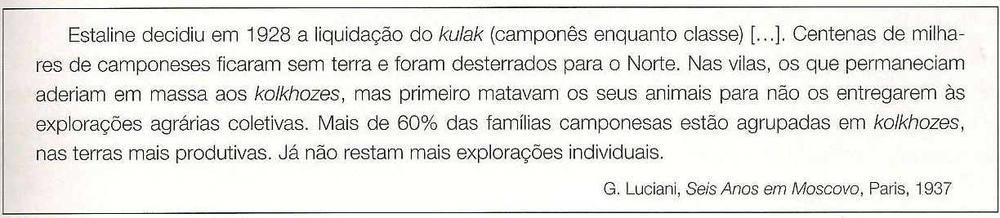 Estaline decidiu em 1928 a liquidação do kulak (camponês enquanto classe) [...]. Centenas de milha-
res de camponeses ficaram sem terra e foram desterrados para o Norte. Nas vilas, os que permaneciam
aderiam em massa aos kolkhozes, mas primeiro matavam os seus animais para não os entregarem às
explorações agrárias coletivas. Mais de 60% das famílias camponesas estão agrupadas em kolkhozes,
nas terras mais produtivas. Já não restam mais explorações individuais.
G. Luciani, Seis Anos em Moscovo, Paris, 1937